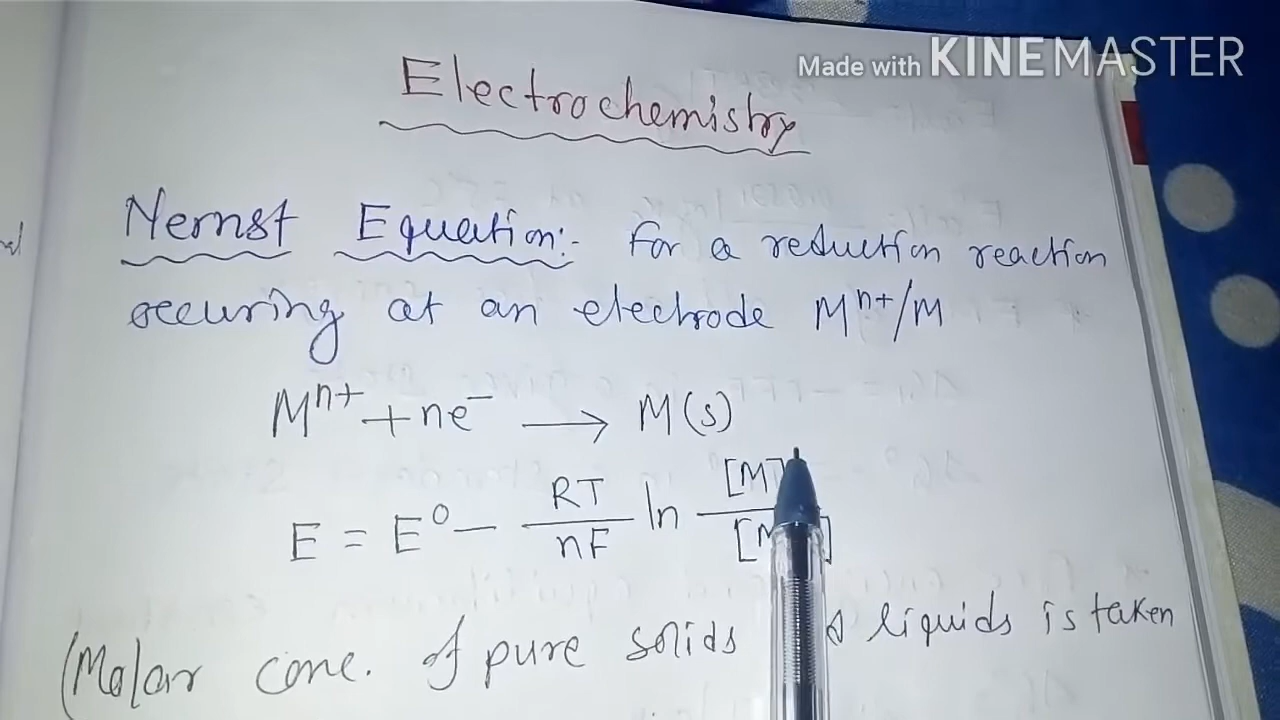 Made with KINEMASTER
Electrochemistry
Nernst Equation:- For a reduction reaction
occuring at an electrode Mⁿ⁺/M
Mⁿ⁺ + ne⁻ → M(s)
E = E⁰ - RT/nF ln [M]/[M
(Molar conc. of pure solids liquids is taken